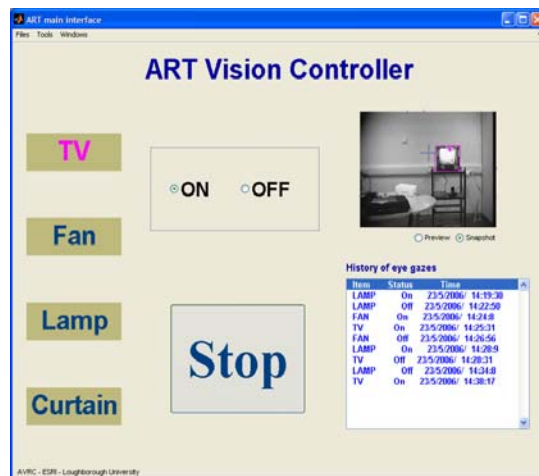 ART main interface
Files Tools Windows
ART Vision Controller
TV
ON OFF
Fan
Preview Snapshot
History of eye gazes
Item Status Time
LAMP On 23/5/2006/ 14:19:30
LAMP Off 23/5/2006/ 14:22:50
FAN On 23/5/2006/ 14:24:8
TV On 23/5/2006/ 14:25:31
FAN Off 23/5/2006/ 14:26:56
LAMP On 23/5/2006/ 14:28:9
TV Off 23/5/2006/ 14:28:31
LAMP Off 23/5/2006/ 14:34:8
TV On 23/5/2006/ 14:38:17
Lamp
Stop
Curtain
AVRC - ESRI - Loughborough University